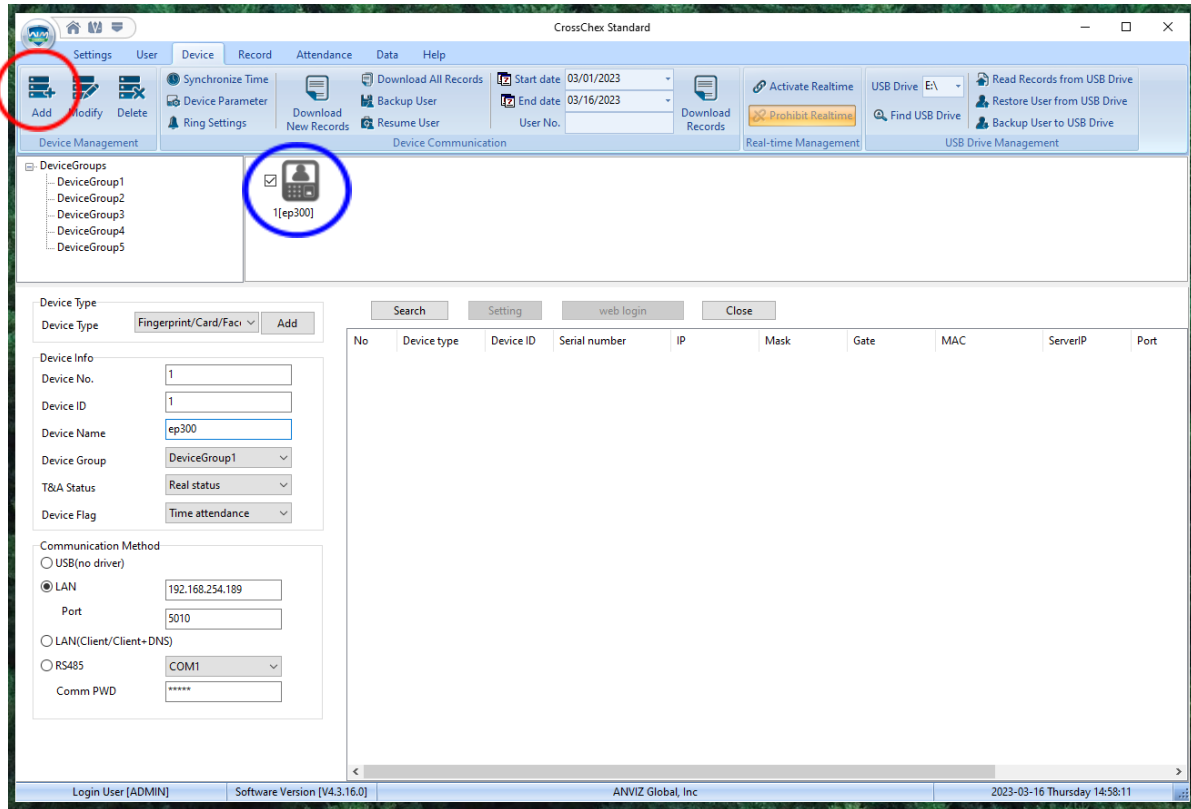 CrossChex Standard
Settings User Device Record Attendance Data Help
Add Modify Delete
Device Management
Synchronize Time
Device Parameter
Ring Settings
Download
New Records
Download All Records
Backup User
Resume User
Start date 03/01/2023
End date 03/16/2023
User No.
Download
Records
Device Communication
Activate Realtime
Prohibit Realtime
Real-time Management
USB Drive E:\
Find USB Drive
Read Records from USB Drive
Restore User from USB Drive
Backup User to USB Drive
USB Drive Management
DeviceGroups
DeviceGroup1
DeviceGroup2
DeviceGroup3
DeviceGroup4
DeviceGroup5
1[ep300]
Device Type
Device Type Fingerprint/Card/Fac Add
Device Info
Device No. 1
Device ID 1
Device Name ep300
Device Group DeviceGroup1
T&A Status Real status
Device Flag Time attendance
Communication Method
USB(no driver)
LAN 192.168.254.189
Port 5010
LAN(Client/Client+DNS)
RS485 COM1
Comm PWD *****
Search Setting web login Close
No Device type Device ID Serial number IP Mask Gate MAC ServerIP Port
Login User [ADMIN] Software Version [V4.3.16.0] ANVIZ Global, Inc 2023-03-16 Thursday 14:58:11